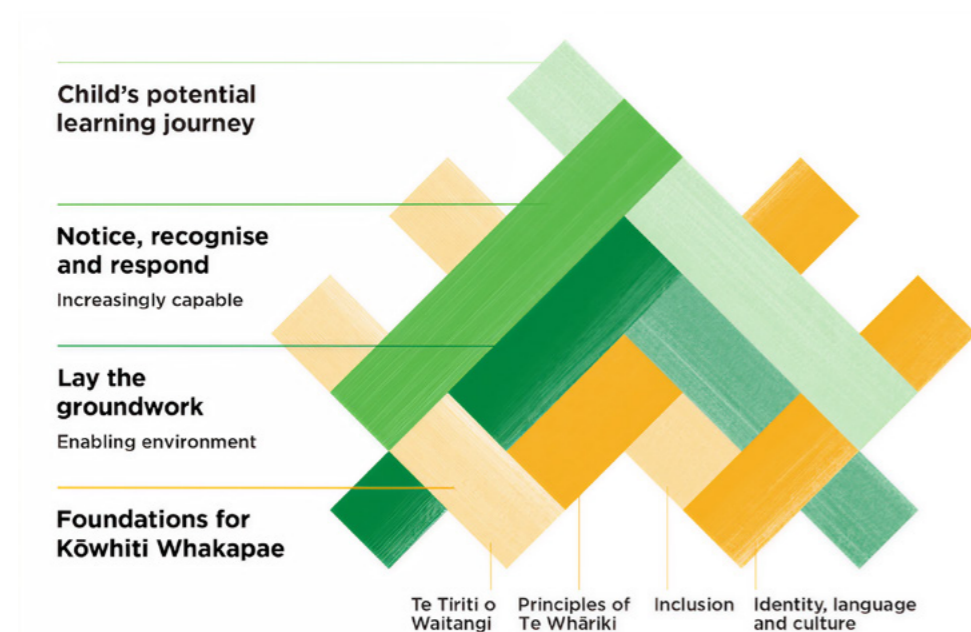 Child's potential
learning journey
Notice, recognise
and respond
Increasingly capable
Lay the
groundwork
Enabling environment
Foundations for
Kōwhiti Whakapae
Te Tiriti o
Waitangi
Principles of
Te Whāriki
Inclusion
Identity, language
and culture